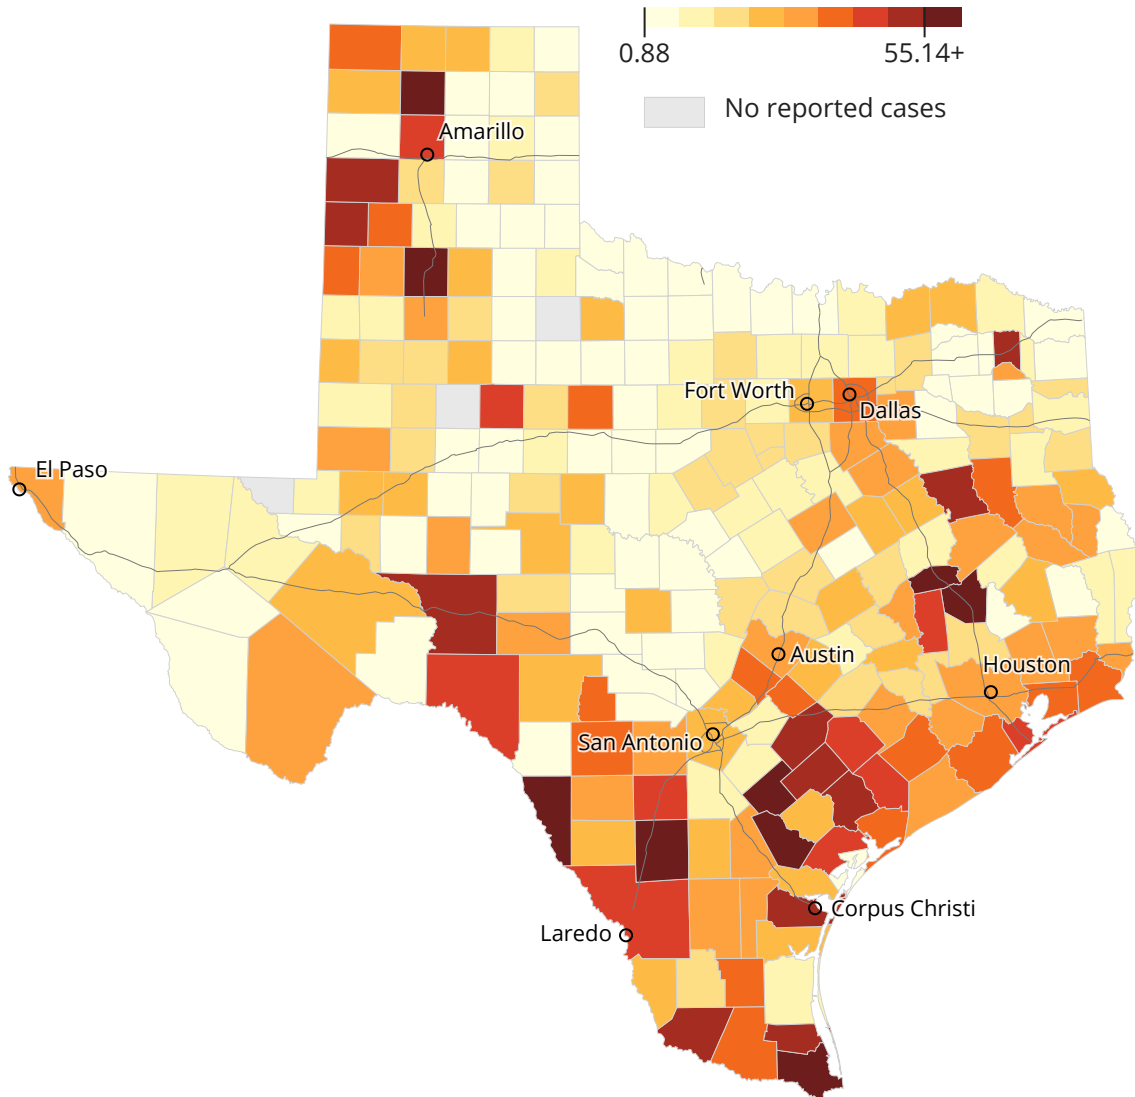 0.88 55.14+
No reported cases
Amarillo
Fort Worth
Dallas
El Paso
Austin
Houston
San Antonio
Corpus Christi
Laredo